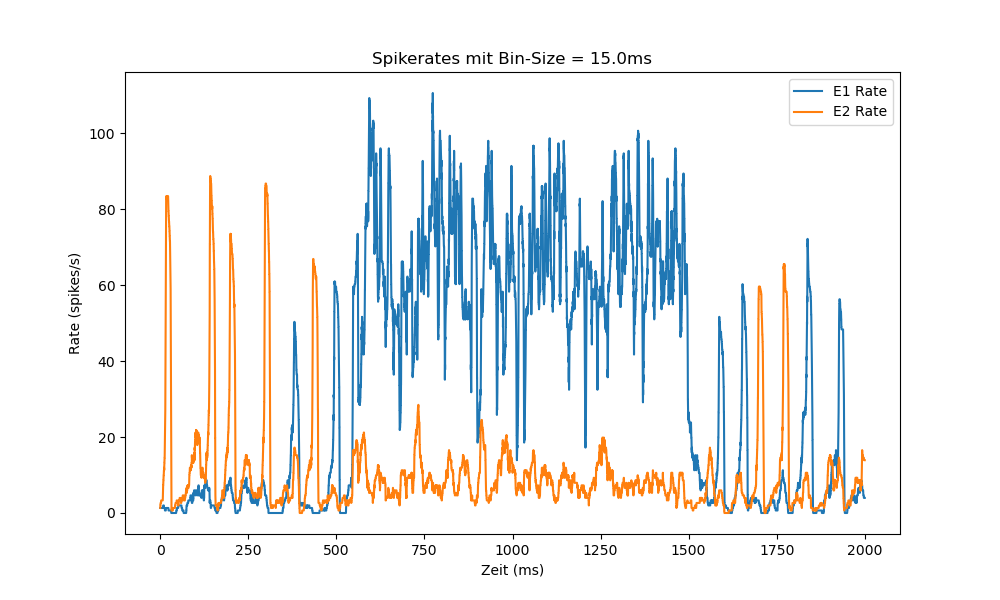 Spikerates mit Bin-Size = 15.0ms
E1 Rate
E2 Rate
Rate (spikes/s)
100
80
60
40
20
0
0 250 500 750 1000 1250 1500 1750 2000
Zeit (ms)